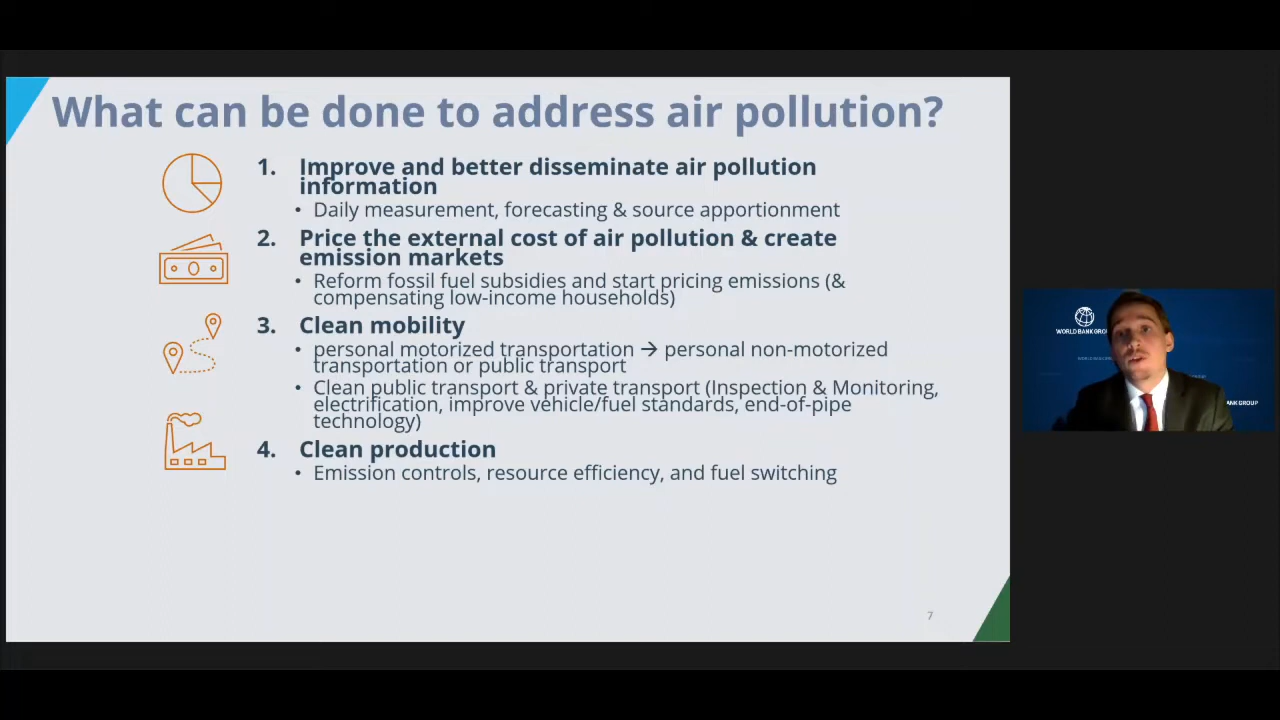 What can be done to address air pollution?
1. Improve and better disseminate air pollution
information
• Daily measurement, forecasting & source apportionment
2. Price the external cost of air pollution & create
emission markets
• Reform fossil fuel subsidies and start pricing emissions (&
compensating low-income households)
3. Clean mobility
• personal motorized transportation → personal non-motorized
transportation or public transport
• Clean public transport & private transport (Inspection & Monitoring,
electrification, improve vehicle/fuel standards, end-of-pipe
technology)
4. Clean production
• Emission controls, resource efficiency, and fuel switching
7
WORLD BANK GROU
ANK GROUP